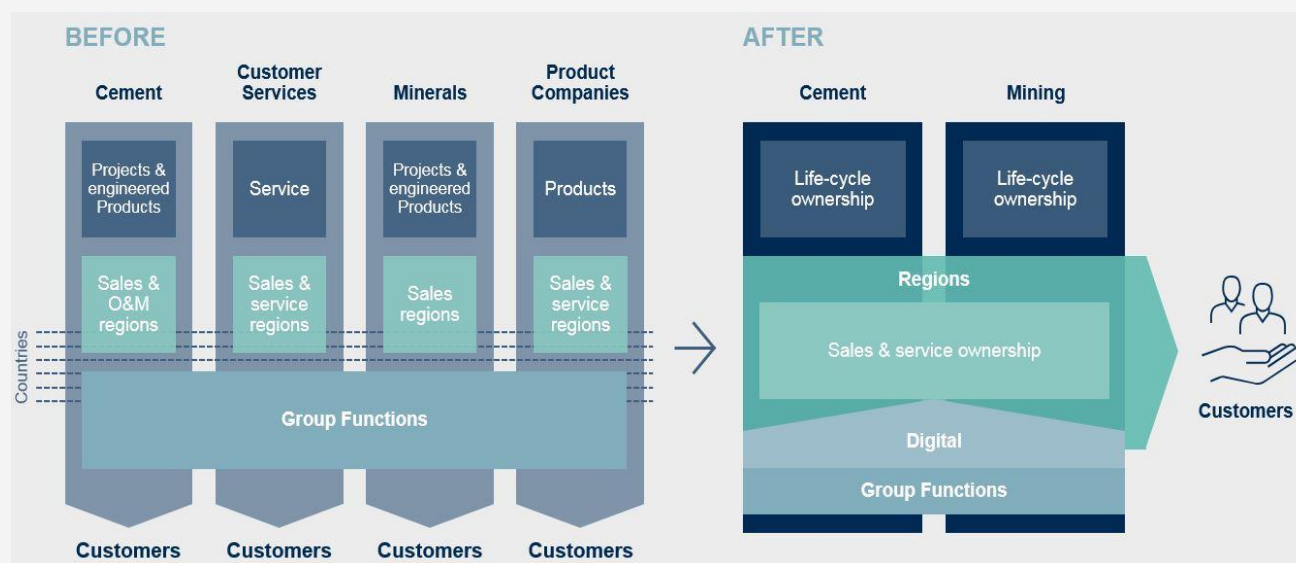 BEFORE
Cement
Customer
Services
Minerals
Product
Companies
Projects &
engineered
Products
Service
Projects &
engineered
Products
Products
Sales &
O&M
regions
Sales &
service
regions
Sales
regions
Sales &
service
regions
Countries
Group Functions
Customers
Customers
Customers
Customers
AFTER
Cement
Mining
Life-cycle
ownership
Life-cycle
ownership
Regions
Sales & service ownership
Digital
Group Functions
Customers